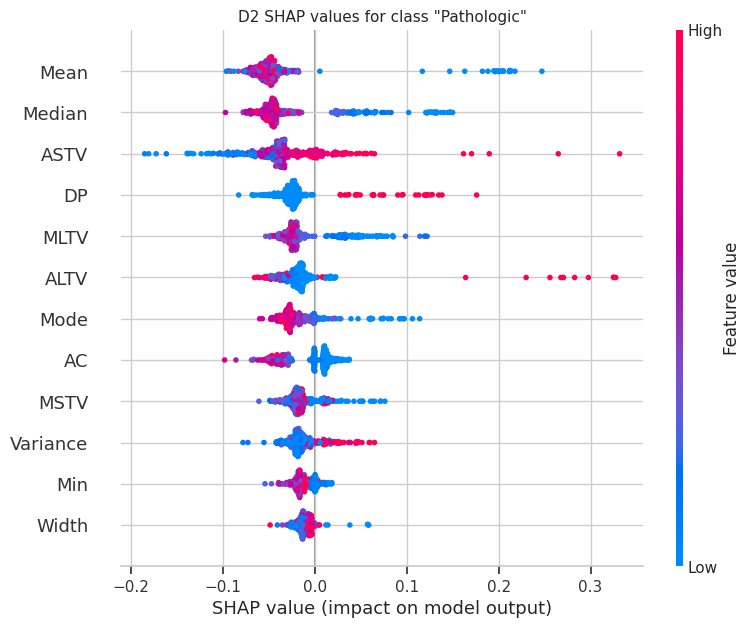 D2 SHAP values for class "Pathologic"
High
Mean
Median
ASTV
DP
MLTV
ALTV
Mode
AC
MSTV
Variance
Min
Width
Feature value
Low
−0.2 −0.1 0.0 0.1 0.2 0.3
SHAP value (impact on model output)